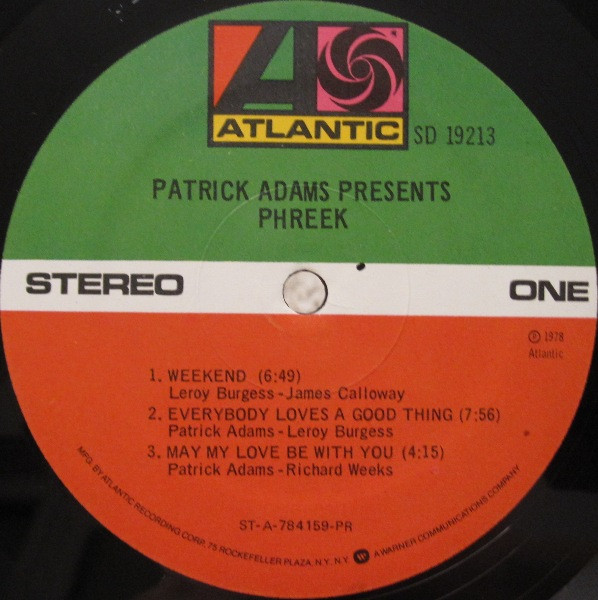 ATLANTIC
SD 19213
PATRICK ADAMS PRESENTS
PHREEK
STEREO
ONE
℗ 1978
Atlantic
1. WEEKEND (6:49)
Leroy Burgess-James Calloway
2. EVERYBODY LOVES A GOOD THING (7:56)
Patrick Adams-Leroy Burgess
3. MAY MY LOVE BE WITH YOU (4:15)
Patrick Adams-Richard Weeks
ST-A-784159-PR
MFG. BY ATLANTIC RECORDING CORP., 75 ROCKEFELLER PLAZA, N.Y., N.Y. W A WARNER COMMUNICATIONS COMPANY